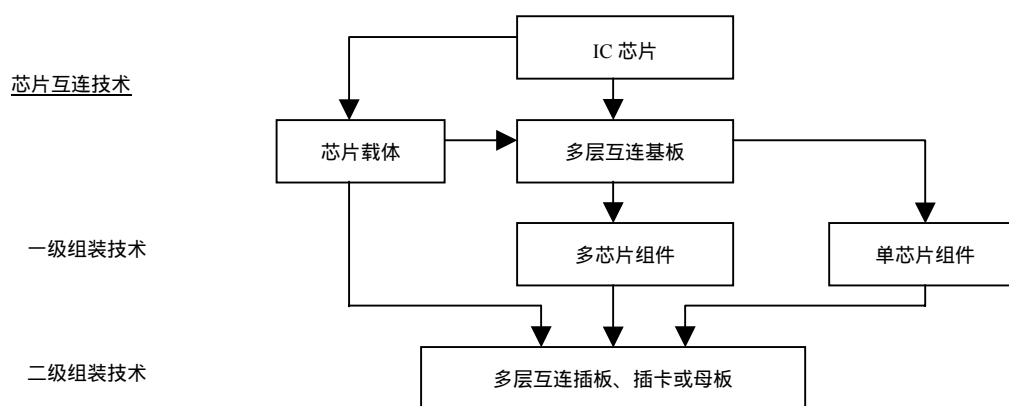 IC 芯片
芯片互连技术
芯片载体
多层互连基板
一级组装技术
多芯片组件
单芯片组件
二级组装技术
多层互连插板、插卡或母板